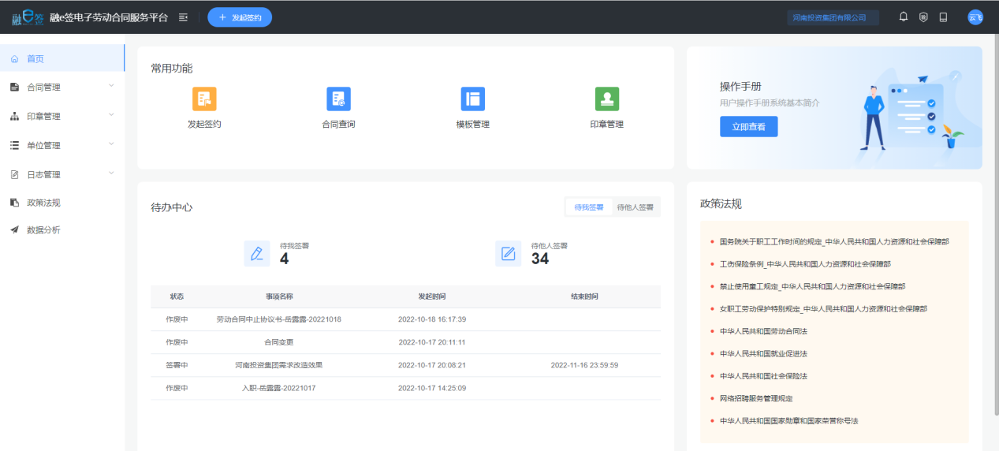 融e签 融e签电子劳动合同服务平台 + 发起签约 河南投资集团有限公司 云飞
首页
合同管理
印章管理
单位管理
日志管理
政策法规
数据分析
常用功能
发起签约 合同查询 模板管理 印章管理
操作手册
用户操作手册系统基本简介
立即查看
待办中心 待我签署 待他人签署
待我签署 待他人签署
4 34
状态 事项名称 发起时间 结束时间
作废中 劳动合同中止协议书-岳露露-20221018 2022-10-18 16:17:39
作废中 合同变更 2022-10-17 20:11:11
签署中 河南投资集团需求改造效果 2022-10-17 20:08:21 2022-11-16 23:59:59
作废中 入职-岳露露-20221017 2022-10-17 14:25:09
政策法规
国务院关于职工工作时间的规定_中华人民共和国人力资源和社会保障部
工伤保险条例_中华人民共和国人力资源和社会保障部
禁止使用童工规定_中华人民共和国人力资源和社会保障部
女职工劳动保护特别规定_中华人民共和国人力资源和社会保障部
中华人民共和国劳动合同法
中华人民共和国就业促进法
中华人民共和国社会保险法
网络招聘服务管理规定
中华人民共和国国家勋章和国家荣誉称号法